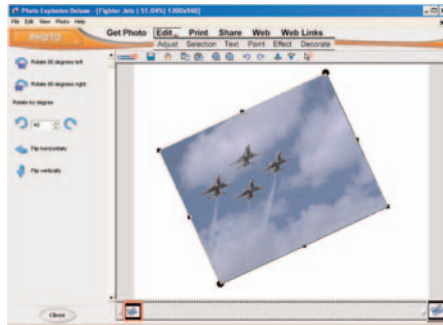 Photo Explosion Deluxe - [Fighter Jets ( 51.04%) 1300x960]
File Edit View Photo Help
PHOTO
Get Photo Edit Print Share Web Web Links
Adjust Selection Text Paint Effect Decorate
Rotate 90 degrees left
Rotate 90 degrees right
Rotate by degree
45
Flip horizontally
Flip vertically
Close